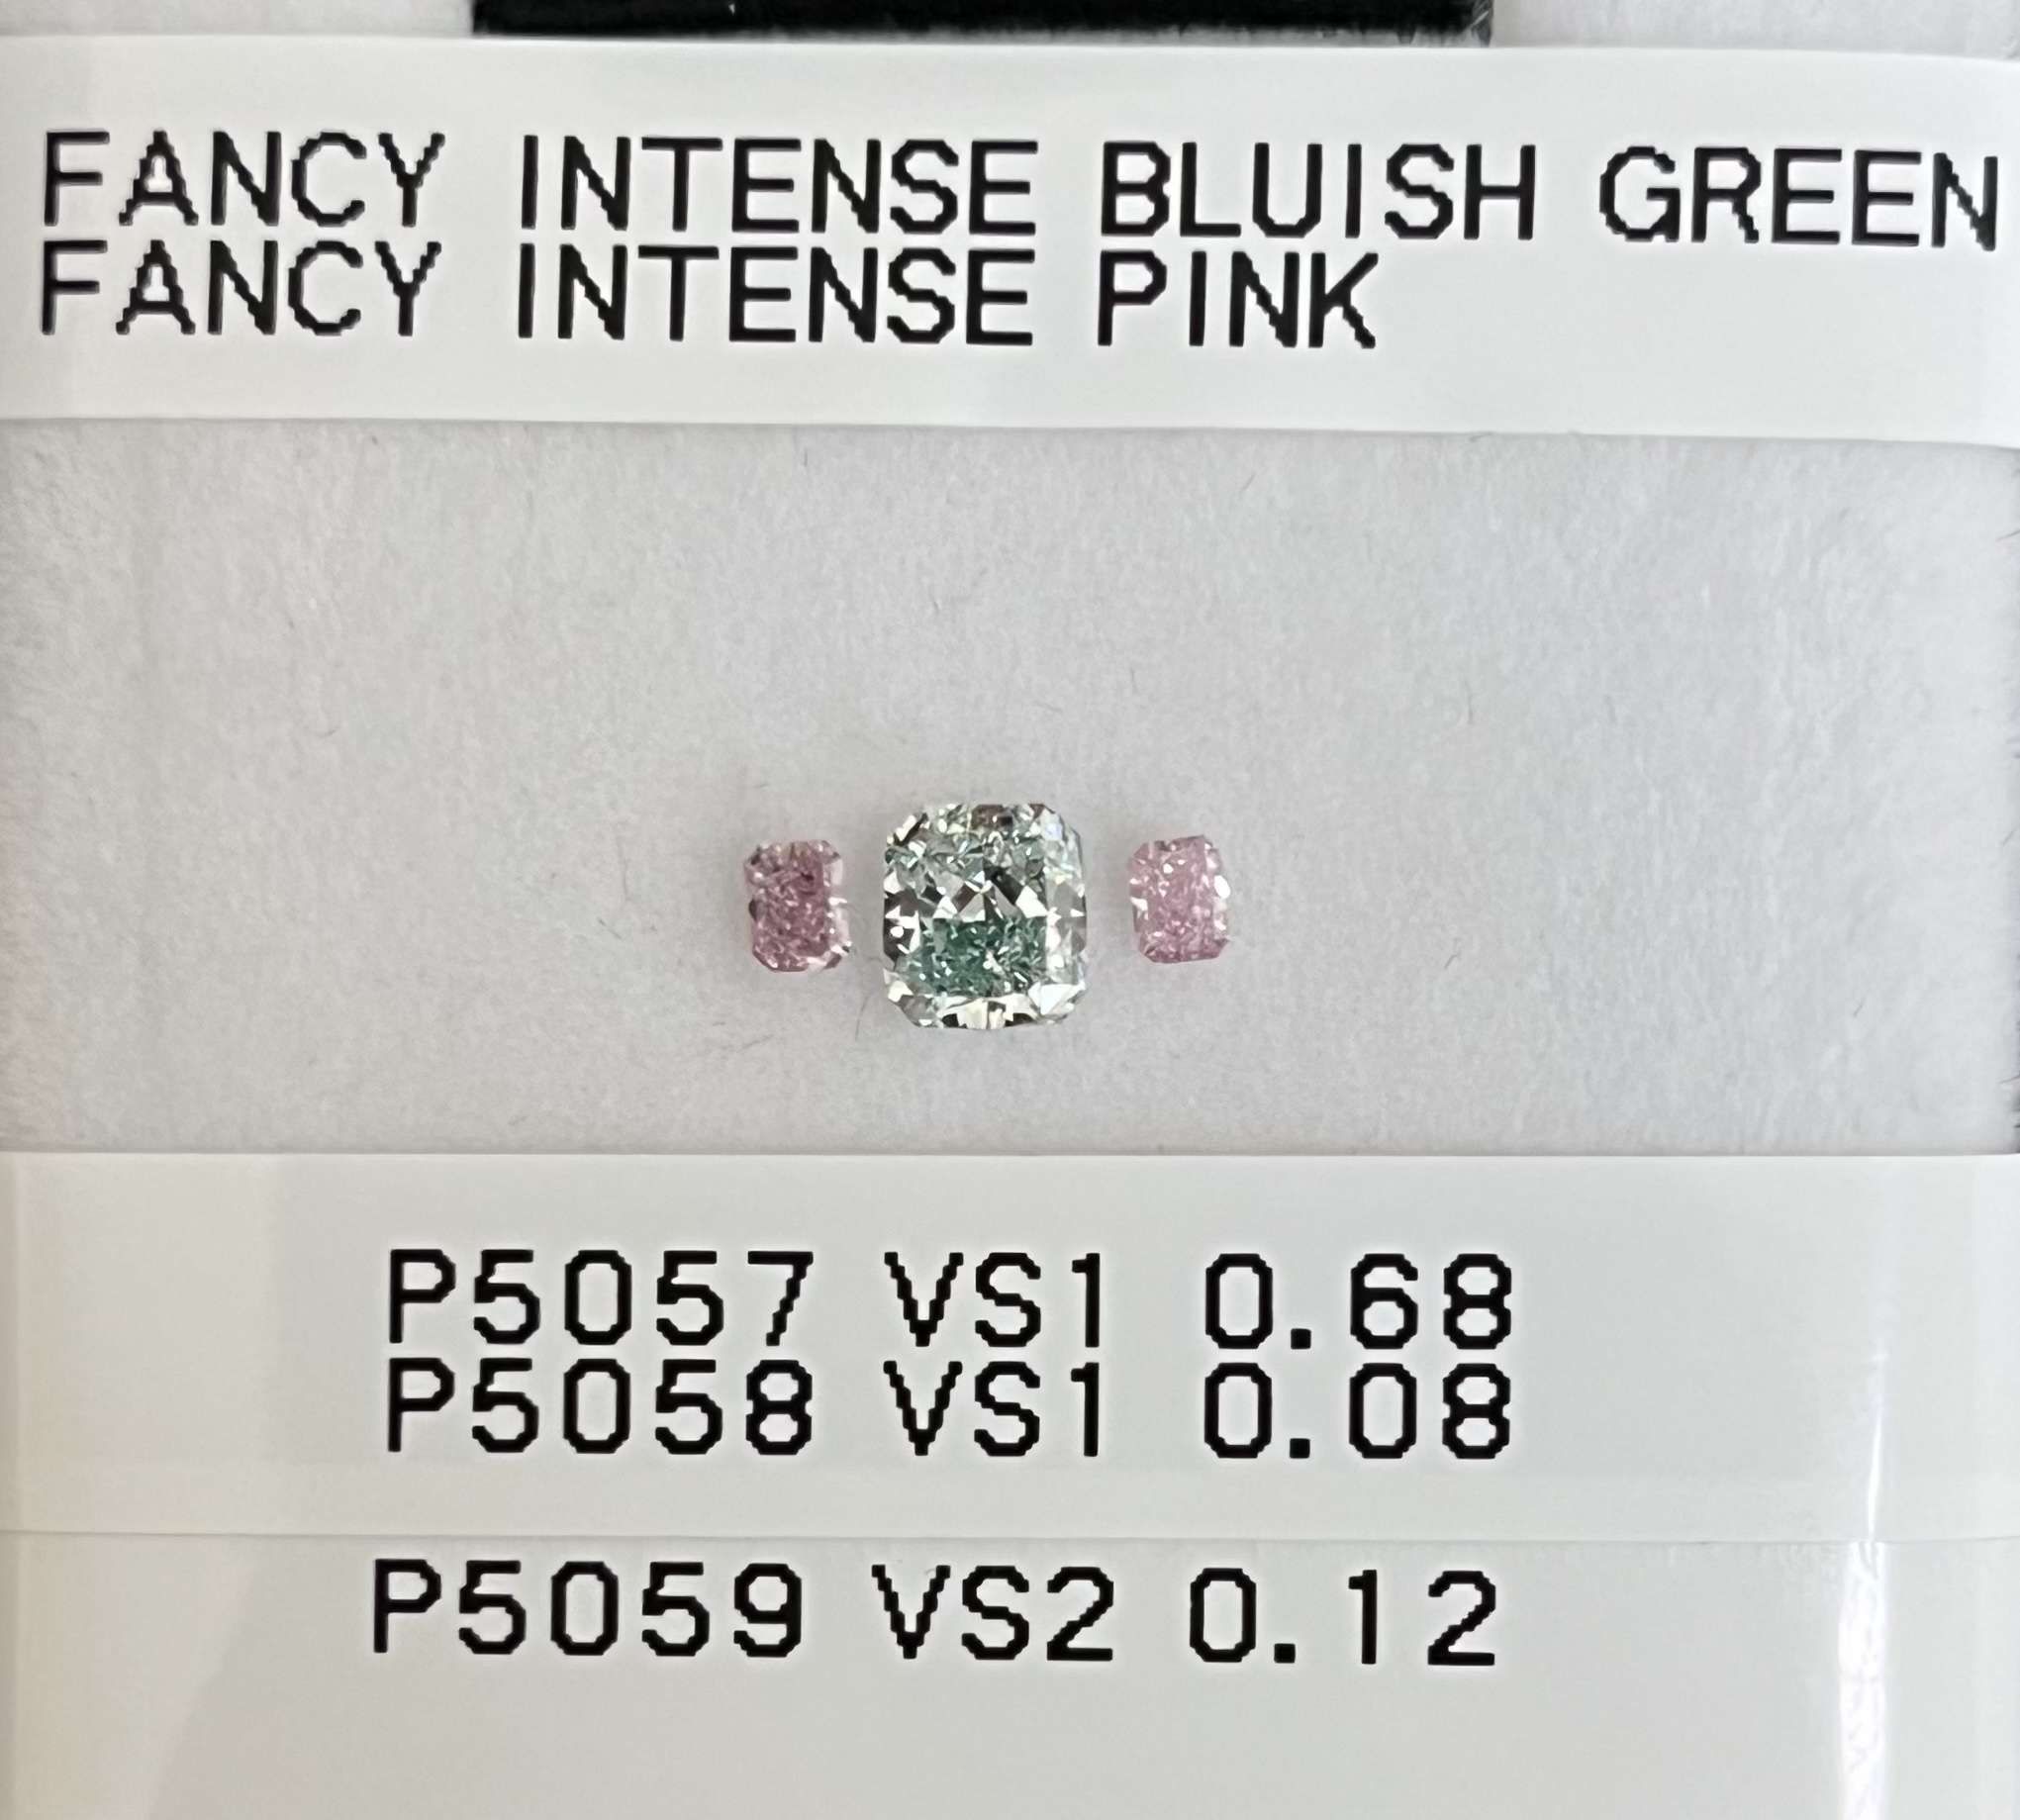 FANCY INTENSE BLUISH GREEN
FANCY INTENSE PINK
P5057 VS1 0.68
P5058 VS1 0.08
P5059 VS2 0.12